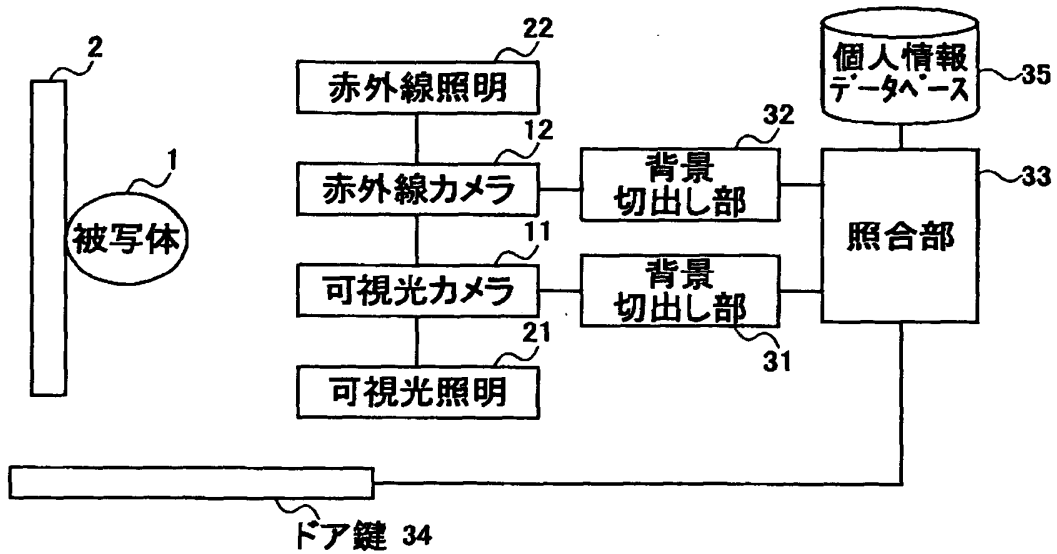 22
2
個人情報
データベース
35
赤外線照明
12
32
1
赤外線カメラ
背景
切出し部
33
被写体
11
照合部
可視光カメラ
背景
切出し部
21
31
可視光照明
ドア鍵 34